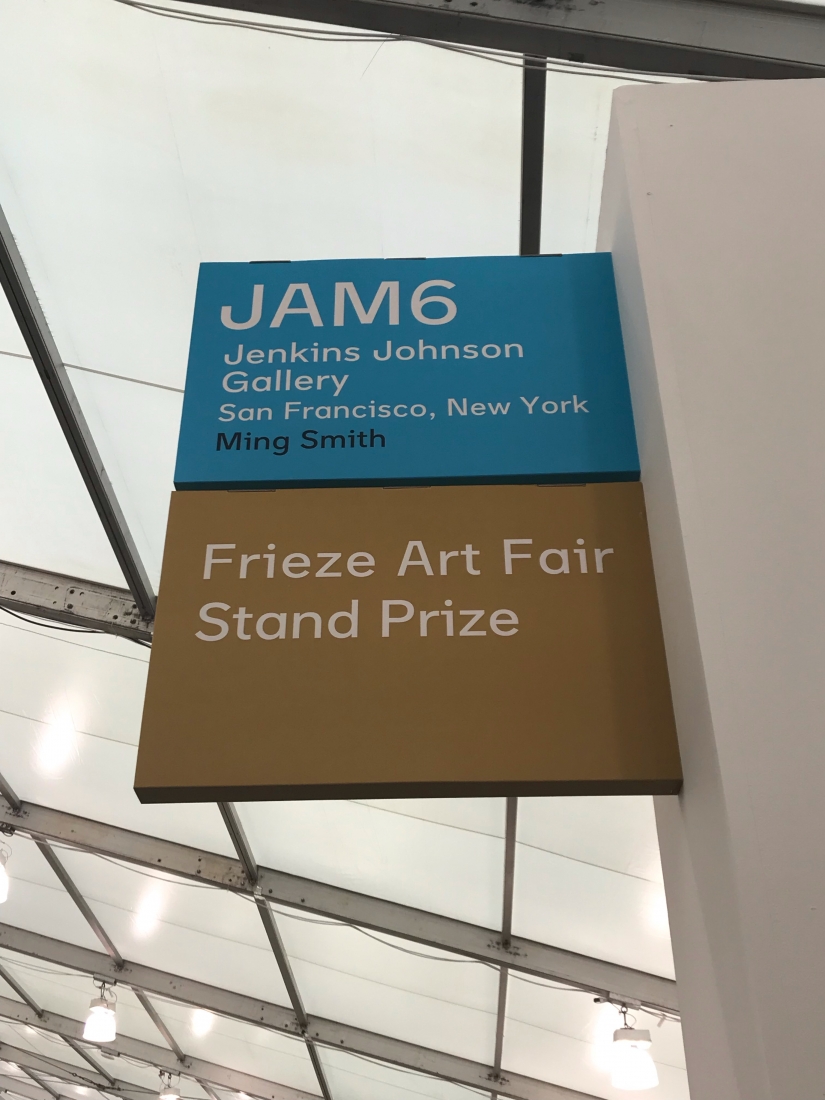 JAM6
Jenkins Johnson
Gallery
San Francisco, New York
Ming Smith
Frieze Art Fair
Stand Prize